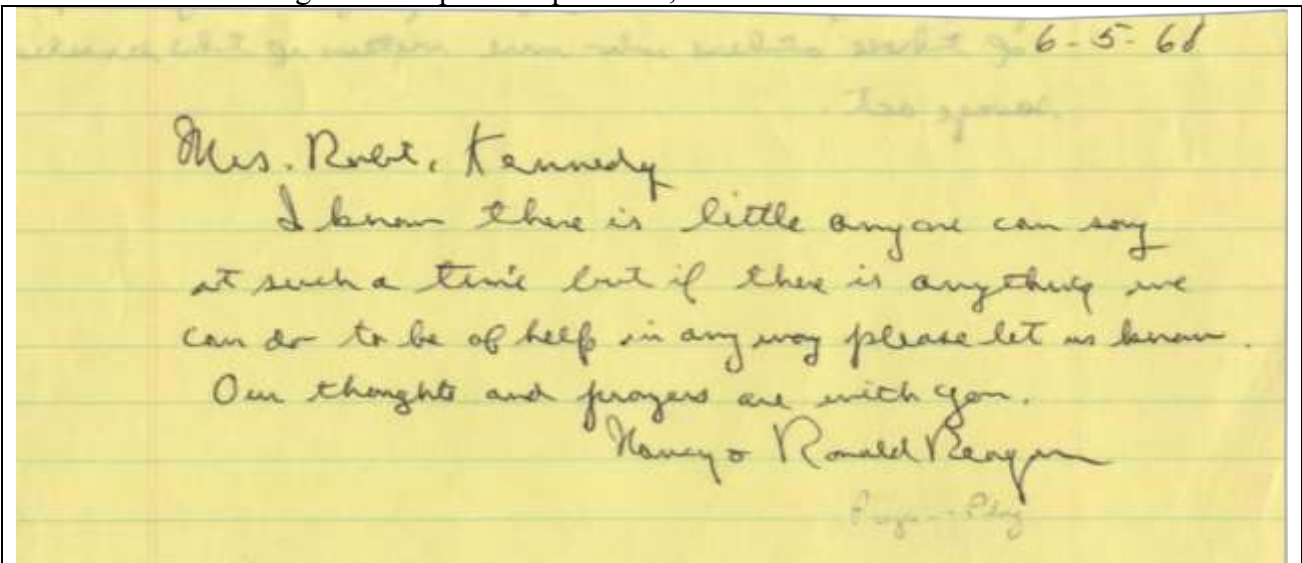 6-5-68
Mrs. Robt. Kennedy
I know there is little anyone can say
at such a time but if there is anything we
can do to be of help in any way please let us know.
Our thoughts and prayers are with you.
Nancy & Ronald Reagan